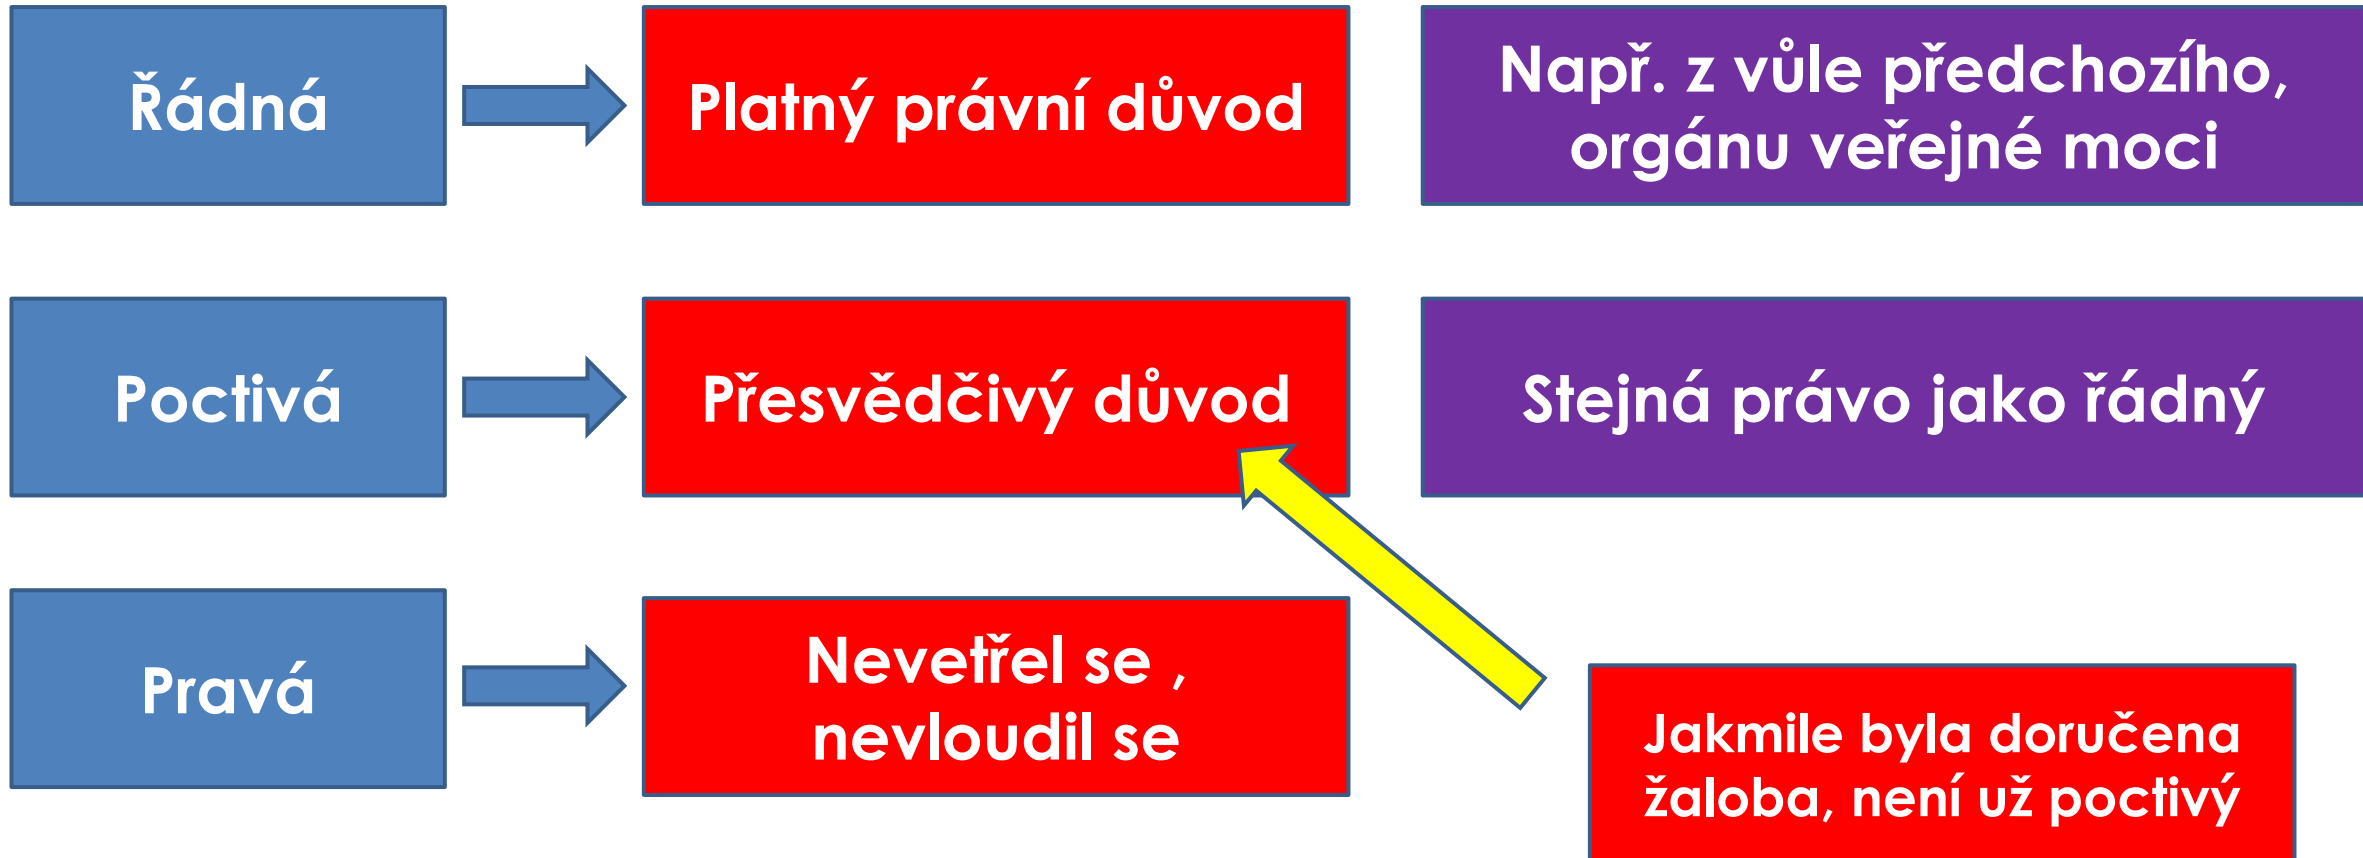 Řádná
Platný právní důvod
Např. z vůle předchozího,
orgánu veřejné moci
Poctivá
Přesvědčivý důvod
Stejná právo jako řádný
Pravá
Nevetřel se ,
nevloudil se
Jakmile byla doručena
žaloba, není už poctivý